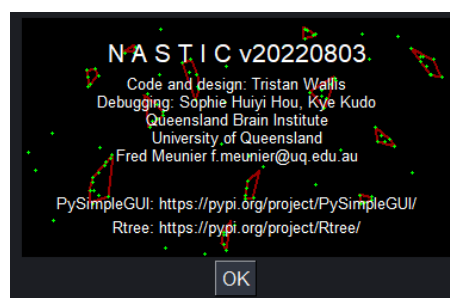 N A S T I C v20220803
Code and design: Tristan Wallis
Debugging: Sophie Huiyi Hou, Kye Kudo
Queensland Brain Institute
University of Queensland
Fred Meunier f.meunier@uq.edu.au
PySimpleGUI: https://pypi.org/project/PySimpleGUI/
Rtree: https://pypi.org/project/Rtree/
OK